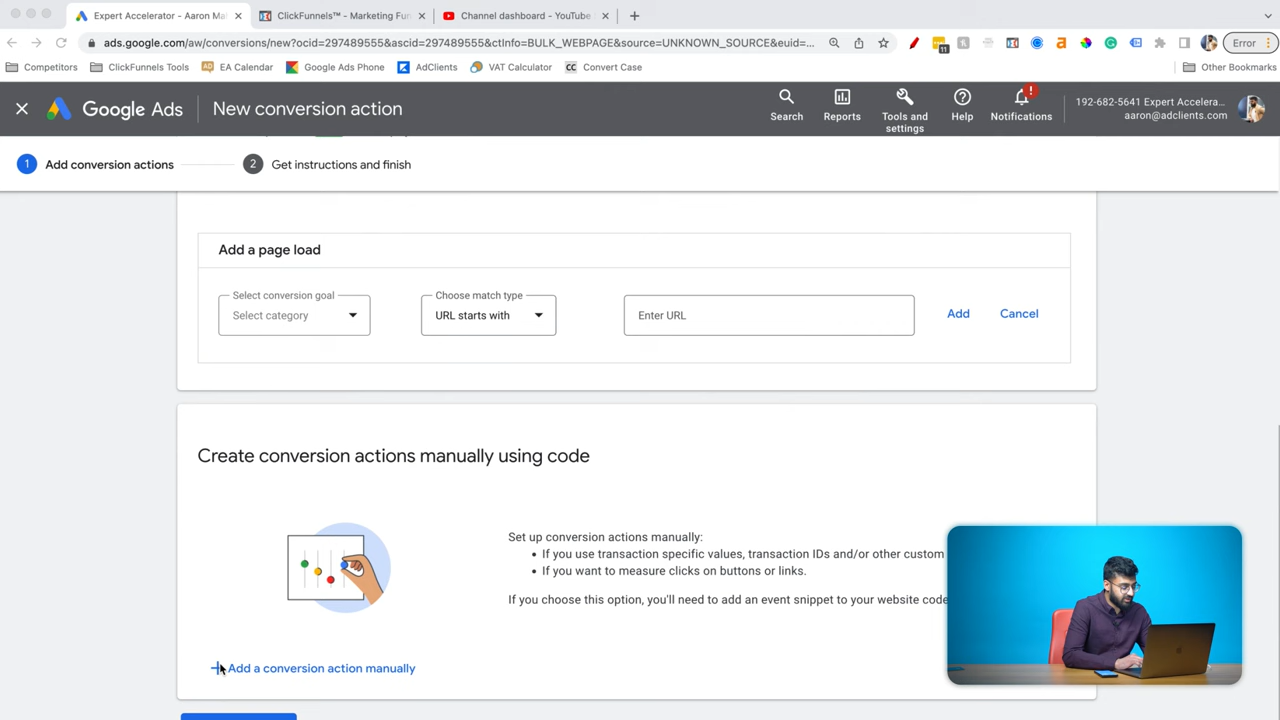 Expert Accelerator - Aaron Ma
ClickFunnels™ - Marketing Fun
Channel dashboard - YouTube
ads.google.com/aw/conversions/new?ocid=297489555&ascid=297489555&ctInfo=BULK_WEBPAGE&source=UNKNOWN_SOURCE&euid=...
11
Error
Competitors
ClickFunnels Tools
EA Calendar
Google Ads Phone
AdClients
VAT Calculator
CC Convert Case
Other Bookmarks
Google Ads
New conversion action
Search
Reports
Tools and
settings
Help
!
Notifications
192-682-5641 Expert Accelera...
aaron@adclients.com
1 Add conversion actions
2 Get instructions and finish
Add a page load
Select conversion goal
Select category
Choose match type
URL starts with
Enter URL
Add
Cancel
Create conversion actions manually using code
Set up conversion actions manually:
• If you use transaction specific values, transaction IDs and/or other custom
• If you want to measure clicks on buttons or links.
If you choose this option, you'll need to add an event snippet to your website code
Add a conversion action manually